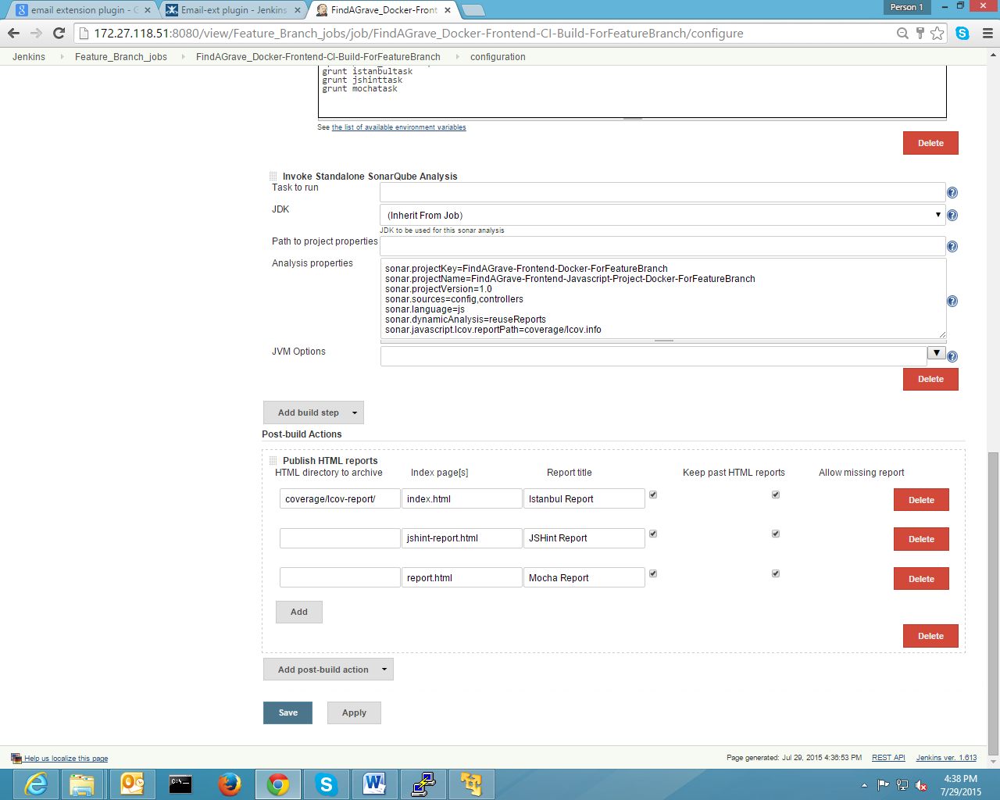 email extension plugin - G
Email-ext plugin - Jenkins
FindAGrave_Docker-Front
Person 1
172.27.118.51:8080/view/Feature_Branch_jobs/job/FindAGrave_Docker-Frontend-CI-Build-ForFeatureBranch/configure
Jenkins Feature_Branch_jobs FindAGrave_Docker-Frontend-CI-Build-ForFeatureBranch configuration
grunt istanbultask
grunt jshinttask
grunt mochatask
See the list of available environment variables
Delete
Invoke Standalone SonarQube Analysis
Task to run
JDK (Inherit From Job)
JDK to be used for this sonar analysis
Path to project properties
Analysis properties
sonar.projectKey=FindAGrave-Frontend-Docker-ForFeatureBranch
sonar.projectName=FindAGrave-Frontend-Javascript-Project-Docker-ForFeatureBranch
sonar.projectVersion=1.0
sonar.sources=config,controllers
sonar.language=js
sonar.dynamicAnalysis=reuseReports
sonar.javascript.lcov.reportPath=coverage/lcov.info
JVM Options
Delete
Add build step
Post-build Actions
Publish HTML reports
HTML directory to archive Index page[s] Report title Keep past HTML reports Allow missing report
coverage/lcov-report/ index.html Istanbul Report Delete
jshint-report.html JSHint Report Delete
report.html Mocha Report Delete
Add
Delete
Add post-build action
Save Apply
Help us localize this page Page generated: Jul 29, 2015 4:36:53 PM REST API Jenkins ver. 1.613
4:38 PM
7/29/2015